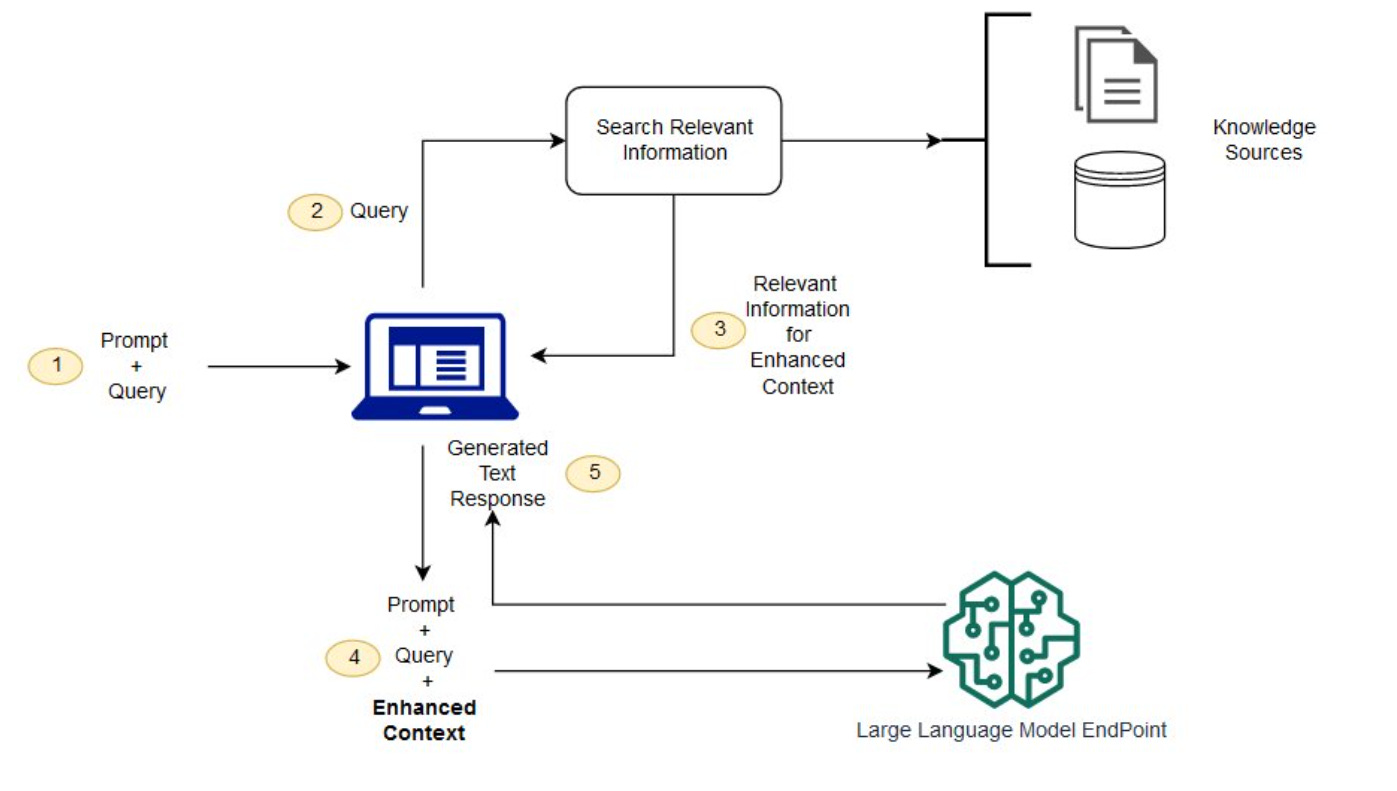 Search Relevant
Information
Knowledge
Sources
2 Query
Relevant
Information
for
Enhanced
Context
3
1
Prompt
+
Query
Generated
Text
Response
5
Prompt
+
4 Query
+
Enhanced
Context
Large Language Model EndPoint